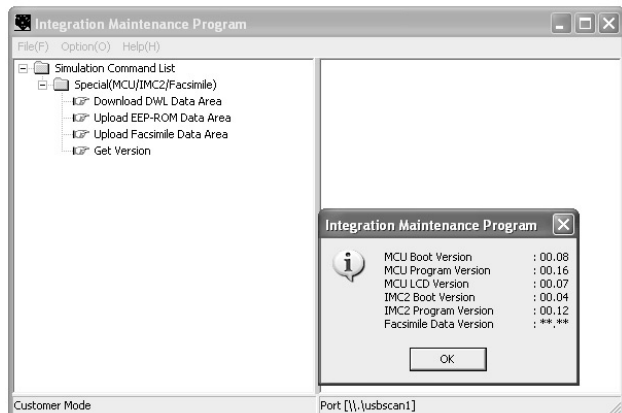 Integration Maintenance Program
File(F) Option(O) Help(H)
Simulation Command List
Special(MCU/IMC2/Facsimile)
Download DWL Data Area
Upload EEP-ROM Data Area
Upload Facsimile Data Area
Get Version
Integration Maintenance Program
MCU Boot Version : 00.08
MCU Program Version : 00.16
MCU LCD Version : 00.07
IMC2 Boot Version : 00.04
IMC2 Program Version : 00.12
Facsimile Data Version : **.**
OK
Customer Mode
Port [\\.\usbscan1]